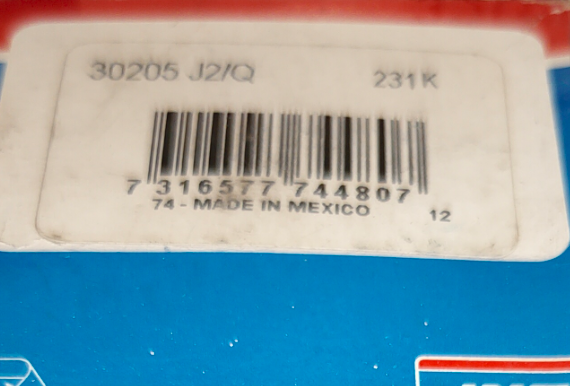 30205 J2/Q 231K
7 316577 744807
74 - MADE IN MEXICO 12